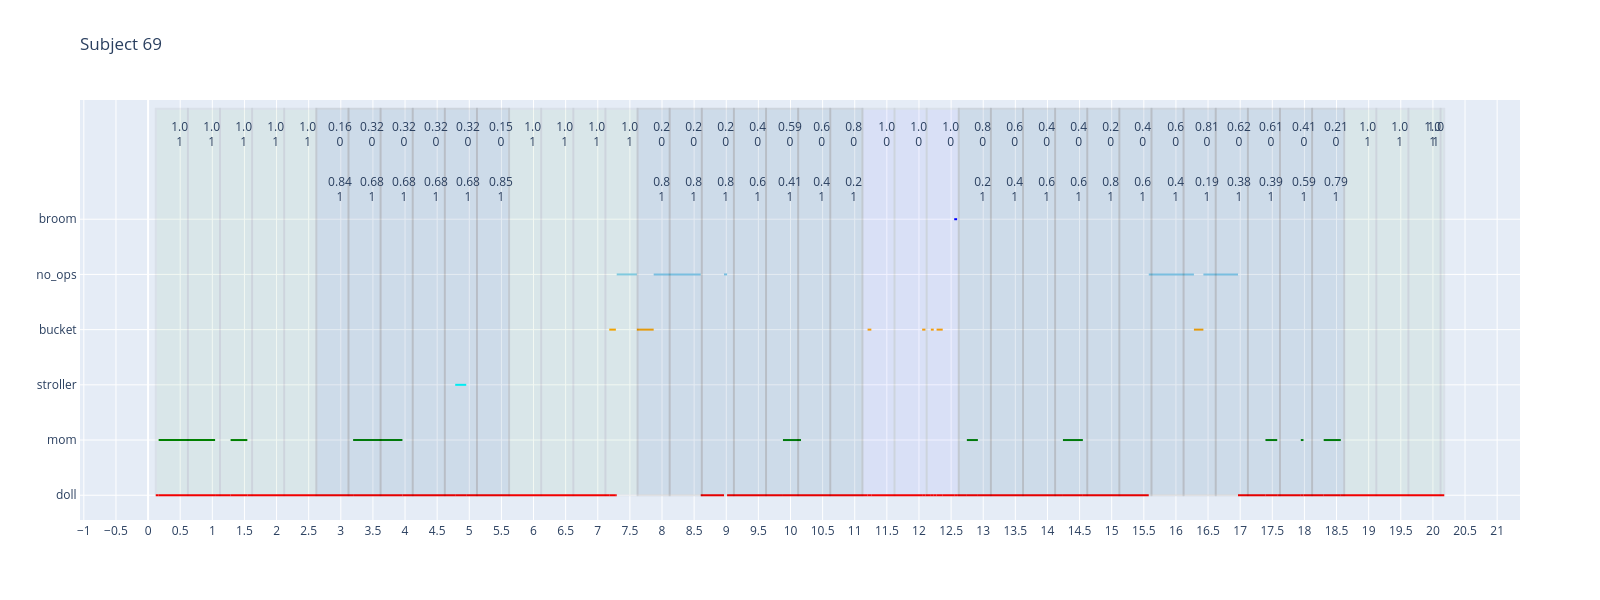 Subject 69
1.0 1.0 1.0 1.0 1.0 0.16 0.32 0.32 0.32 0.32 0.15 1.0 1.0 1.0 1.0 0.2 0.2 0.2 0.4 0.59 0.6 0.8 1.0 1.0 1.0 0.8 0.6 0.4 0.4 0.2 0.4 0.6 0.81 0.62 0.61 0.41 0.21 1.0 1.0 1.0 1.0
1 1 1 1 1 0 0 0 0 0 0 1 1 1 1 0 0 0 0 0 0 0 0 0 0 0 0 0 0 0 0 0 0 0 0 0 0 1 1 1 1
0.84 0.68 0.68 0.68 0.68 0.85 0.8 0.8 0.8 0.6 0.41 0.4 0.2 0.2 0.4 0.6 0.6 0.8 0.6 0.4 0.19 0.38 0.39 0.59 0.79
1 1 1 1 1 1 1 1 1 1 1 1 1 1 1 1 1 1 1 1 1 1 1 1 1
broom
no_ops
bucket
stroller
mom
doll
−1 −0.5 0 0.5 1 1.5 2 2.5 3 3.5 4 4.5 5 5.5 6 6.5 7 7.5 8 8.5 9 9.5 10 10.5 11 11.5 12 12.5 13 13.5 14 14.5 15 15.5 16 16.5 17 17.5 18 18.5 19 19.5 20 20.5 21